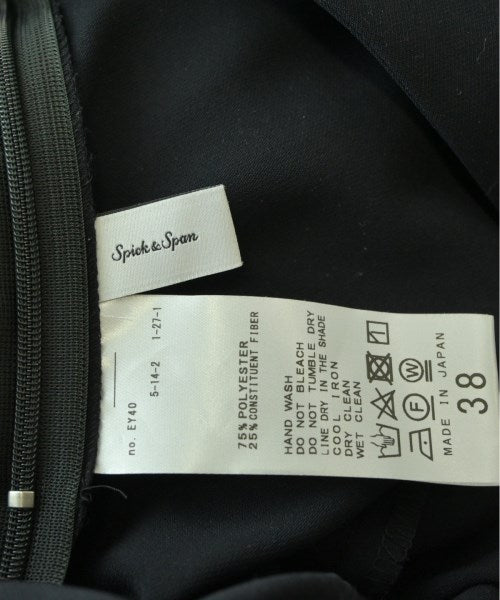 Spick & Span
no. EY40
5-14-2 1-27-1
75% POLYESTER
25% CONSTITUENT FIBER
HAND WASH
DO NOT BLEACH
DO NOT TUMBLE DRY
LINE DRY IN THE SHADE
COOL IRON
DRY CLEAN
WET CLEAN
F W
MADE IN JAPAN
38